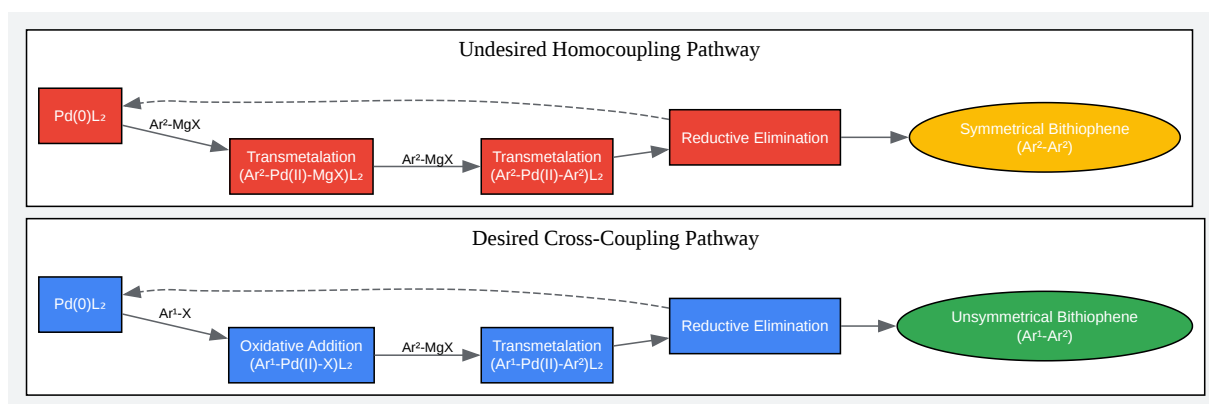 Undesired Homocoupling Pathway
Pd(0)L₂
Ar²-MgX
Transmetalation
(Ar²-Pd(II)-MgX)L₂
Ar²-MgX
Transmetalation
(Ar²-Pd(II)-Ar²)L₂
Reductive Elimination
Symmetrical Bithiophene
(Ar²-Ar²)
Desired Cross-Coupling Pathway
Pd(0)L₂
Ar¹-X
Oxidative Addition
(Ar¹-Pd(II)-X)L₂
Ar²-MgX
Transmetalation
(Ar¹-Pd(II)-Ar²)L₂
Reductive Elimination
Unsymmetrical Bithiophene
(Ar¹-Ar²)